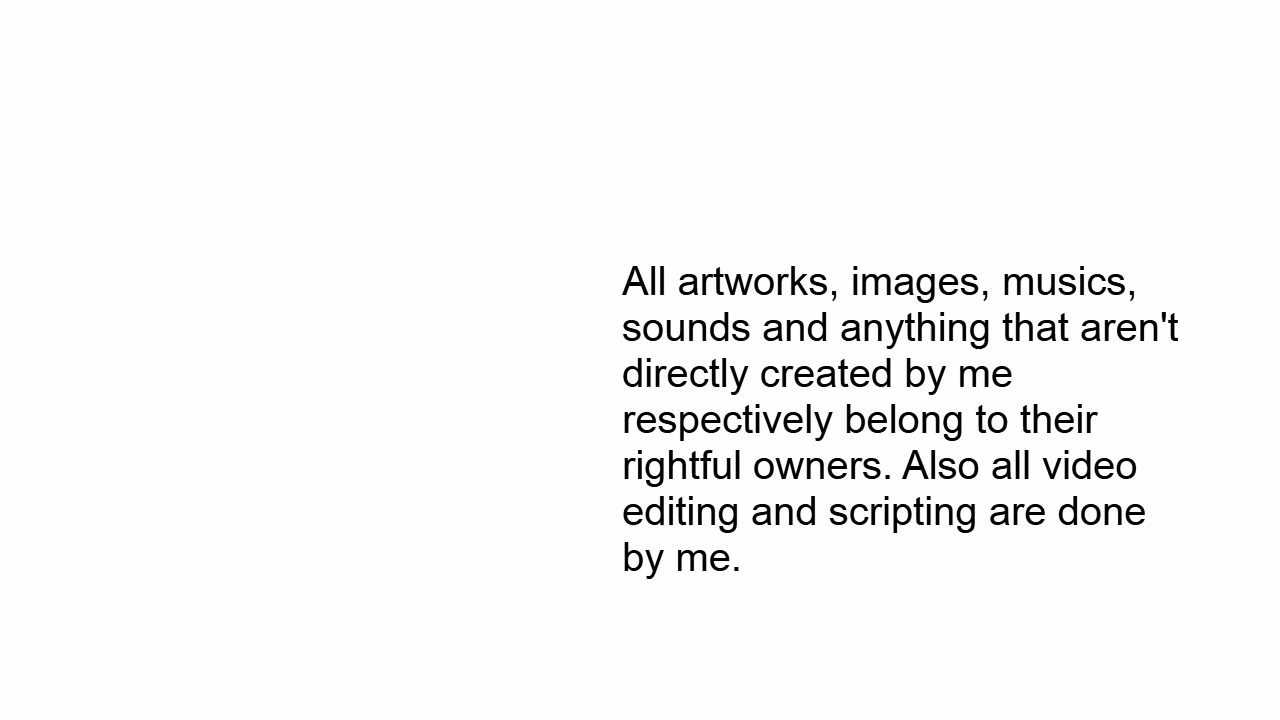 All artworks, images, musics,
sounds and anything that aren't
directly created by me
respectively belong to their
rightful owners. Also all video
editing and scripting are done
by me.